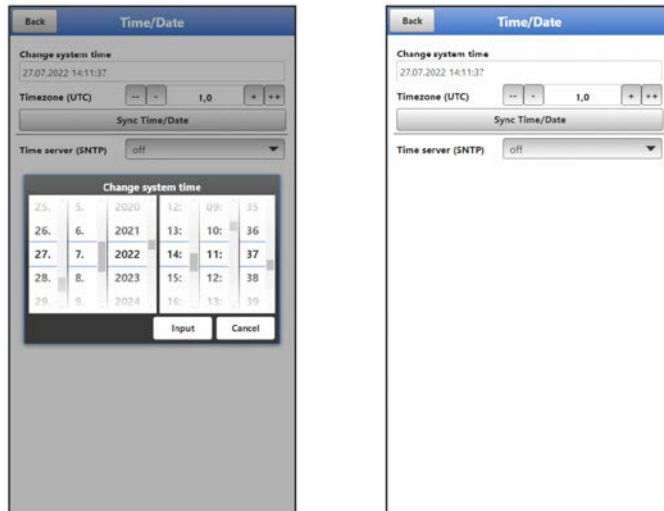 Back Time/Date
Change system time
27.07.2022 14:11:37
Timezone (UTC) -- - 1,0 + ++
Sync Time/Date
Time server (SNTP) off
Change system time
25. 5. 2020 12: 09: 35
26. 6. 2021 13: 10: 36
27. 7. 2022 14: 11: 37
28. 8. 2023 15: 12: 38
29. 9. 2024 16: 13: 39
Input Cancel
Back Time/Date
Change system time
27.07.2022 14:11:37
Timezone (UTC) -- - 1,0 + ++
Sync Time/Date
Time server (SNTP) off